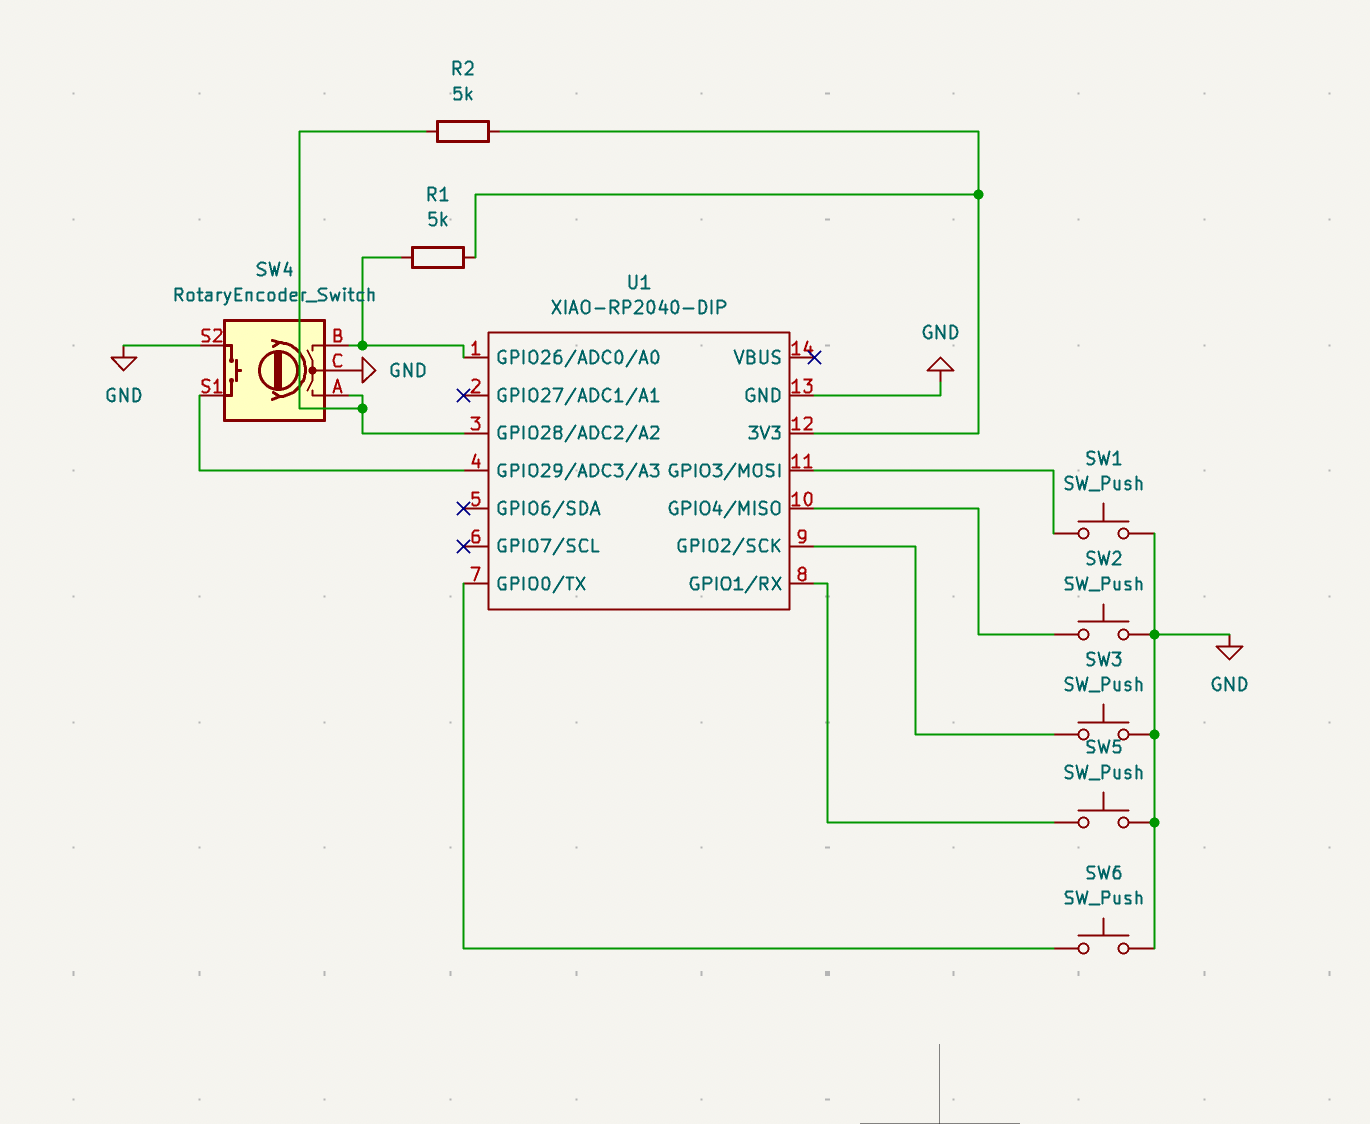 R2
5k
R1
5k
SW4
RotaryEncoder_Switch
U1
XIAO-RP2040-DIP
GND
S2
S1
B
C
A
GND
GND
1 GPIO26/ADC0/A0
2 GPIO27/ADC1/A1
3 GPIO28/ADC2/A2
4 GPIO29/ADC3/A3
5 GPIO6/SDA
6 GPIO7/SCL
7 GPIO0/TX
VBUS 14
GND 13
3V3 12
GPIO3/MOSI 11
GPIO4/MISO 10
GPIO2/SCK 9
GPIO1/RX 8
SW1
SW_Push
SW2
SW_Push
SW3
SW_Push
GND
SW5
SW_Push
SW6
SW_Push